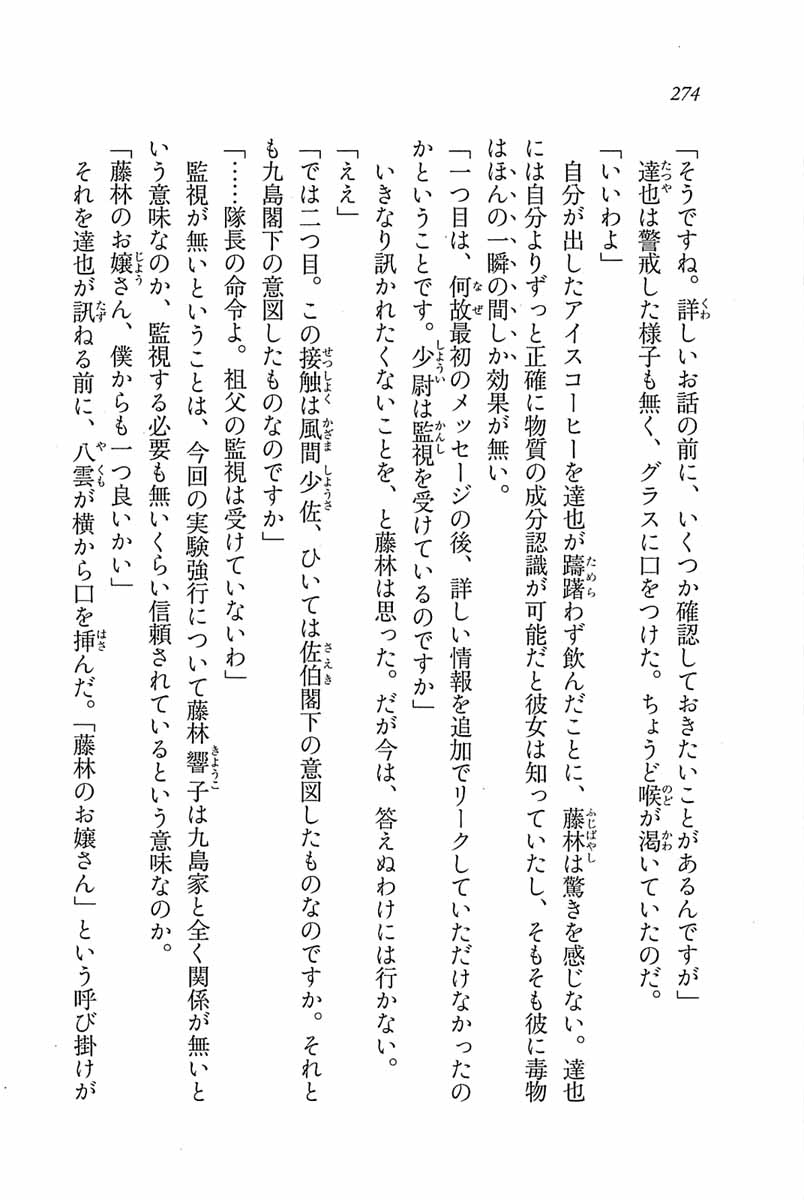 274
「そうですね。詳しいお話の前に、いくつか確認しておきたいことがあるんですが」
達也は警戒した様子も無く、グラスに口をつけた。ちょうど喉が渇いていたのだ。
「いいわよ」
自分が出したアイスコーヒーを達也が躊躇わず飲んだことに、藤林は驚きを感じない。達也
には自分よりずっと正確に物質の成分認識が可能だと彼女は知っていたし、そもそも彼に毒物
はほんの一瞬の間しか効果が無い。
「一つ目は、何故最初のメッセージの後、詳しい情報を追加でリークしていただけなかったの
かということです。少尉は監視を受けているのですか」
いきなり訊かれたくないことを、と藤林は思った。だが今は、答えぬわけには行かない。
「ええ」
「では二つ目。この接触は風間少佐、ひいては佐伯閣下の意図したものなのですか。それと
も九島閣下の意図したものなのですか」
「……隊長の命令よ。祖父の監視は受けていないわ」
監視が無いということは、今回の実験強行について藤林響子は九島家と全く関係が無いと
いう意味なのか、監視する必要も無いくらい信頼されているという意味なのか。
「藤林のお嬢さん、僕からも一つ良いかい」
それを達也が訊ねる前に、八雲が横から口を挿んだ。「藤林のお嬢さん」という呼び掛けが